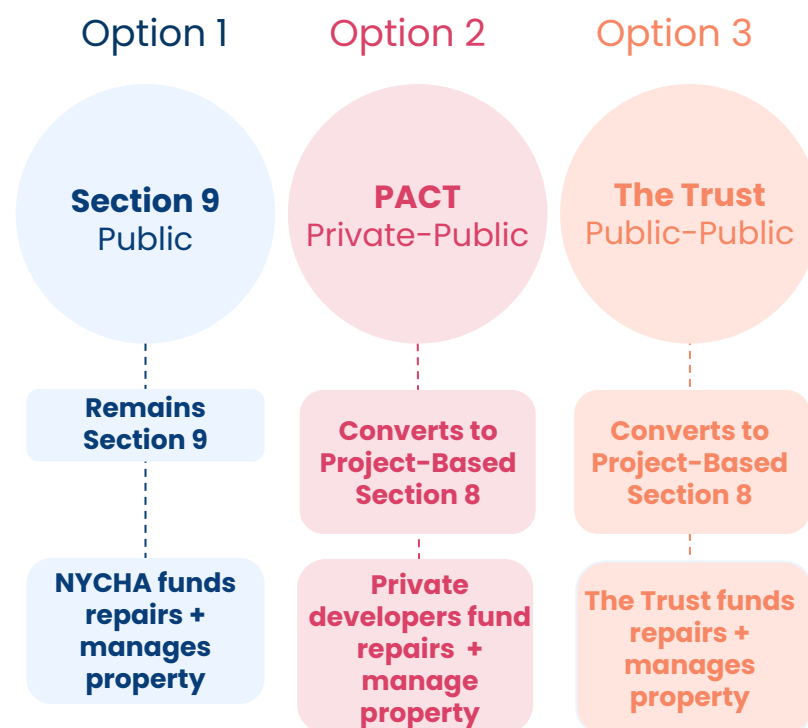 Option 1
Option 2
Option 3
Section 9
Public
PACT
Private-Public
The Trust
Public-Public
Remains
Section 9
Converts to
Project-Based
Section 8
Converts to
Project-Based
Section 8
NYCHA funds
repairs +
manages
property
Private
developers fund
repairs +
manage
property
The Trust funds
repairs +
manages
property